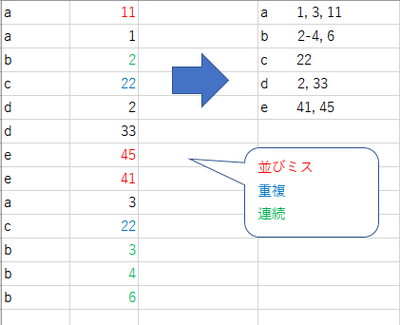 a 11 a 1, 3, 11
a 1 b 2-4, 6
b 2 c 22
c 22 d 2, 33
d 2 e 41, 45
d 33
e 45
e 41
a 3
c 22
b 3
b 4
b 6
並びミス
重複
連続